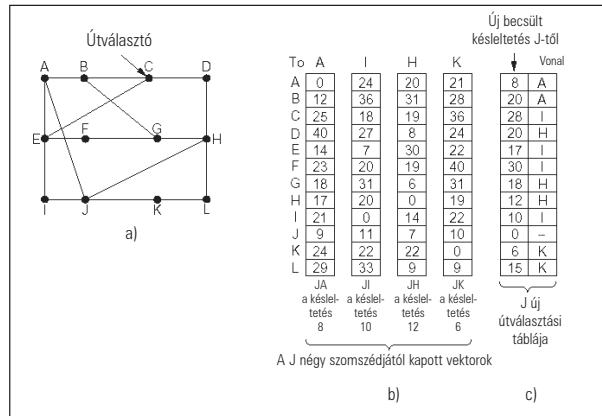 Útválasztó
A B C D
E F G H
I J K L
a)
Új becsült
késleltetés J-től
To A I H K Vonal
A 0 24 20 21 8 A
B 12 36 31 28 20 A
C 25 18 19 36 28 I
D 40 27 8 24 20 H
E 14 7 30 22 17 I
F 23 20 19 40 30 I
G 18 31 6 31 18 H
H 17 20 0 19 12 H
I 21 0 14 22 10 I
J 9 11 7 10 0 –
K 24 22 22 0 6 K
L 29 33 9 9 15 K
JA JI JH JK
a késlel- a késlel- a késlel- a késlel-
tetés tetés tetés tetés
8 10 12 6
J új
útválasztási
táblája
A J négy szomszédjától kapott vektorok
b) c)